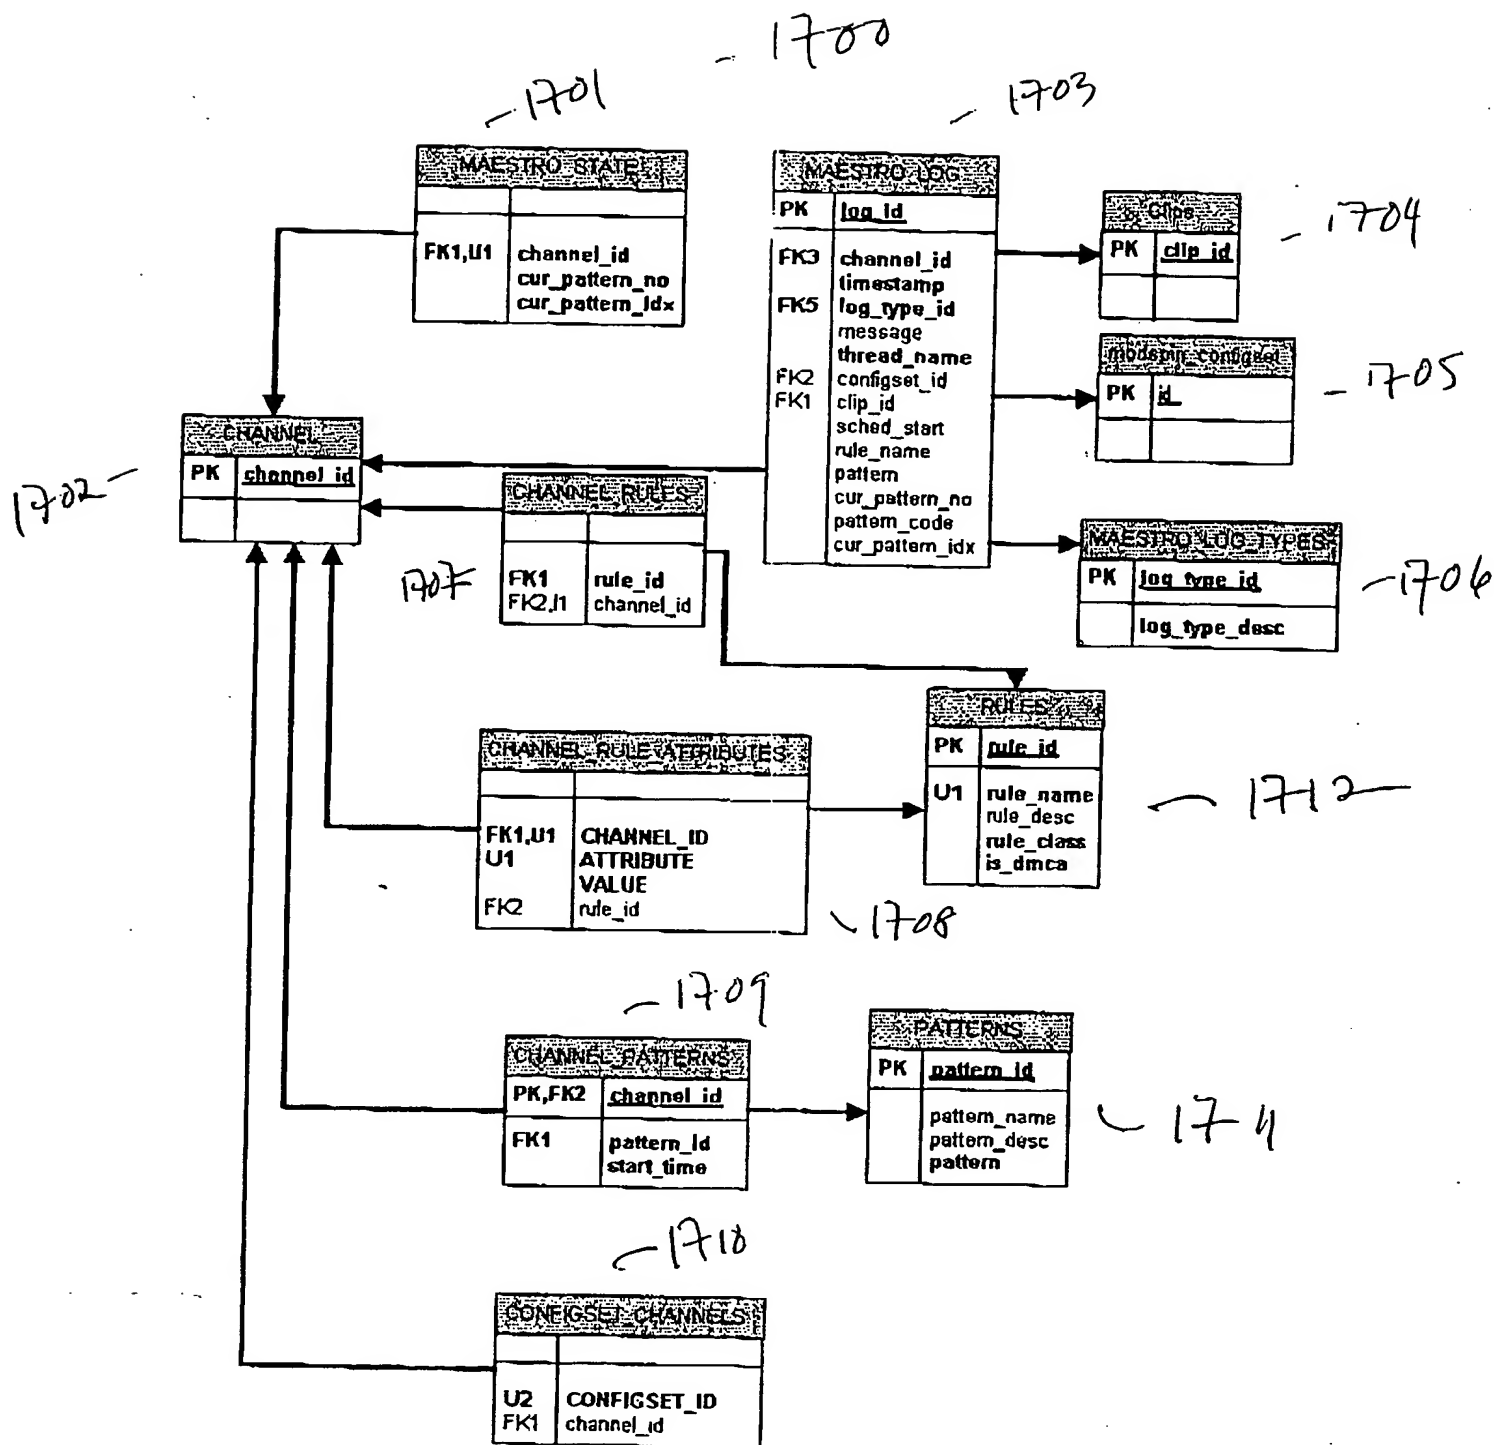 1700
1701
1703
MAESTRO_STATE
FK1,U1 channel_id
cur_pattern_no
cur_pattern_idx
MAESTRO_LOG
PK log_id
FK3 channel_id
timestamp
FK5 log_type_id
message
thread_name
FK2 configset_id
FK1 clip_id
sched_start
rule_name
pattern
cur_pattern_no
pattern_code
cur_pattern_idx
Clips
PK clip_id
1704
modspin_configset
PK id
1705
CHANNEL
PK channel_id
1702
CHANNEL_RULES
FK1 rule_id
FK2,I1 channel_id
1707
MAESTRO_LOG_TYPES
PK log_type_id
log_type_desc
1706
RULES
PK rule_id
U1 rule_name
rule_desc
rule_class
is_dmca
1712
CHANNEL_RULE_ATTRIBUTES
FK1,U1 CHANNEL_ID
U1 ATTRIBUTE
VALUE
FK2 rule_id
1708
1709
CHANNEL_PATTERNS
PK,FK2 channel_id
FK1 pattern_id
start_time
PATTERNS
PK pattern_id
pattern_name
pattern_desc
pattern
1711
1710
CONFIGSET_CHANNELS
U2 CONFIGSET_ID
FK1 channel_id